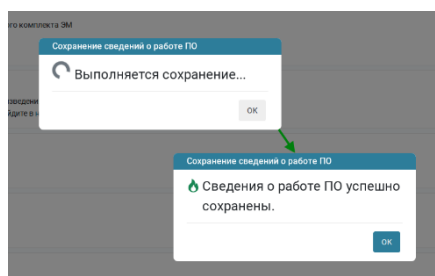 ого комплекта ЭМ
Сохранение сведений о работе ПО
Выполняется сохранение...
ОК
Сохранение сведений о работе ПО
Сведения о работе ПО успешно
сохранены.
ОК